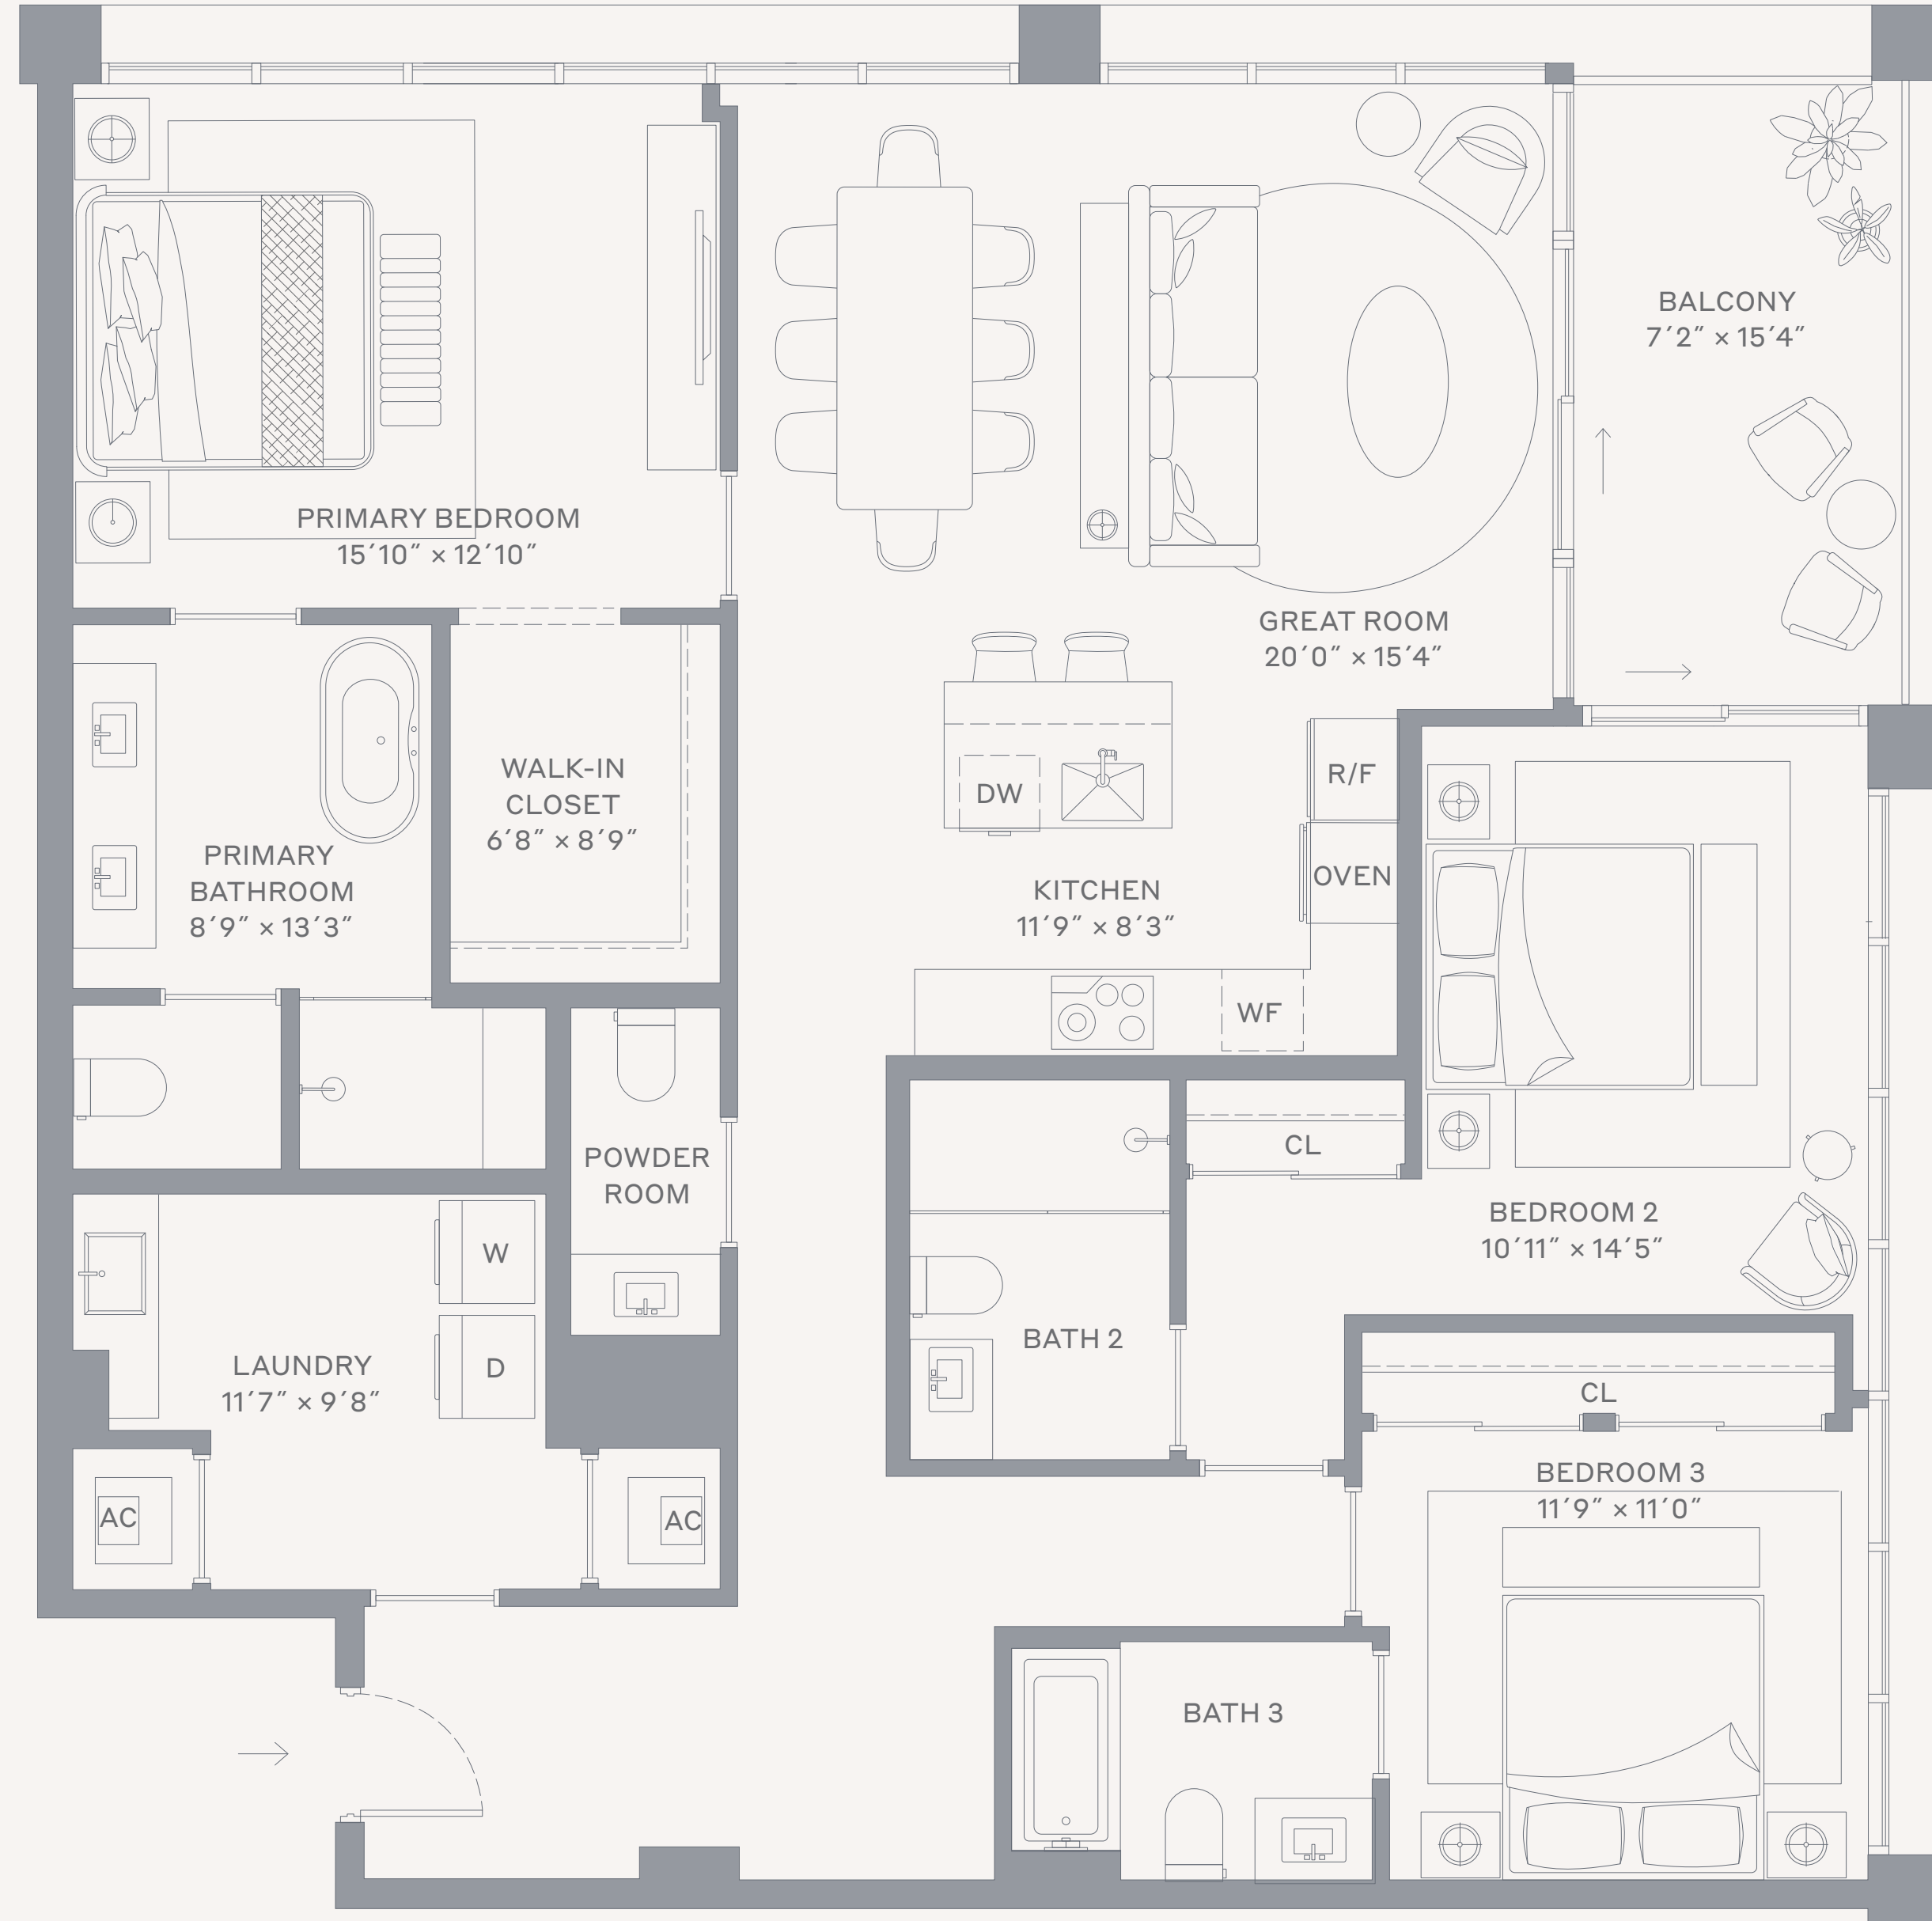 BALCONY
7´2˝ × 15´4˝
PRIMARY BEDROOM
15´10˝ × 12´10˝
GREAT ROOM
20´0˝ × 15´4˝
WALK-IN
CLOSET
6´8˝ × 8´9˝
DW
R/F
PRIMARY
BATHROOM
8´9˝ × 13´3˝
KITCHEN
11´9˝ × 8´3˝
OVEN
WF
POWDER
ROOM
CL
BEDROOM 2
10´11˝ × 14´5˝
W
D
LAUNDRY
11´7˝ × 9´8˝
BATH 2
CL
BEDROOM 3
11´9˝ × 11´0˝
AC
AC
BATH 3